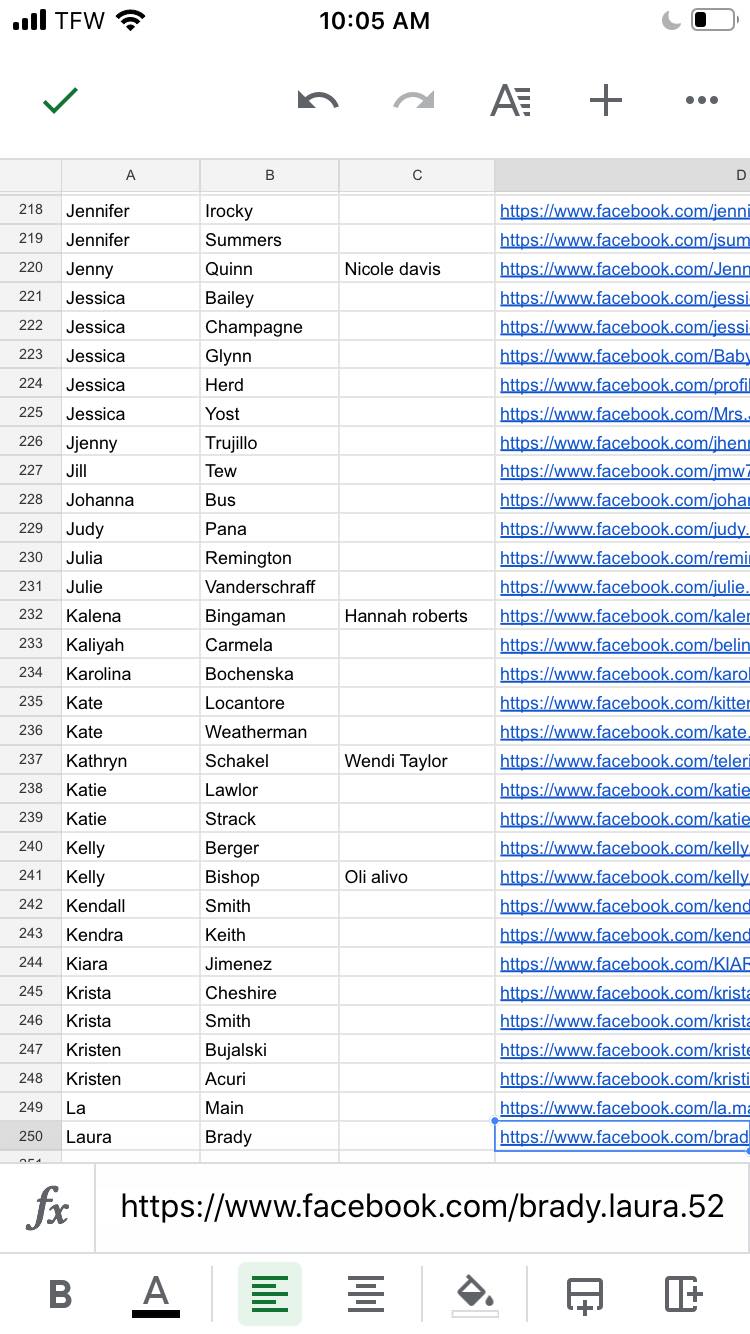 TFW 10:05 AM
A B C D
218 Jennifer Irocky https://www.facebook.com/jenni
219 Jennifer Summers https://www.facebook.com/jsum
220 Jenny Quinn Nicole davis https://www.facebook.com/Jenn
221 Jessica Bailey https://www.facebook.com/jessi
222 Jessica Champagne https://www.facebook.com/jessi
223 Jessica Glynn https://www.facebook.com/Baby
224 Jessica Herd https://www.facebook.com/profil
225 Jessica Yost https://www.facebook.com/Mrs.
226 Jjenny Trujillo https://www.facebook.com/jhenn
227 Jill Tew https://www.facebook.com/jmw7
228 Johanna Bus https://www.facebook.com/johan
229 Judy Pana https://www.facebook.com/judy.
230 Julia Remington https://www.facebook.com/remin
231 Julie Vanderschraff https://www.facebook.com/julie.
232 Kalena Bingaman Hannah roberts https://www.facebook.com/kalen
233 Kaliyah Carmela https://www.facebook.com/belin
234 Karolina Bochenska https://www.facebook.com/karol
235 Kate Locantore https://www.facebook.com/kitten
236 Kate Weatherman https://www.facebook.com/kate.
237 Kathryn Schakel Wendi Taylor https://www.facebook.com/teleri
238 Katie Lawlor https://www.facebook.com/katie
239 Katie Strack https://www.facebook.com/katie
240 Kelly Berger https://www.facebook.com/kelly.
241 Kelly Bishop Oli alivo https://www.facebook.com/kelly.
242 Kendall Smith https://www.facebook.com/kend
243 Kendra Keith https://www.facebook.com/kend
244 Kiara Jimenez https://www.facebook.com/KIAR
245 Krista Cheshire https://www.facebook.com/krista
246 Krista Smith https://www.facebook.com/krista
247 Kristen Bujalski https://www.facebook.com/kriste
248 Kristen Acuri https://www.facebook.com/kristi
249 La Main https://www.facebook.com/la.ma
250 Laura Brady https://www.facebook.com/brad
fx https://www.facebook.com/brady.laura.52
B A